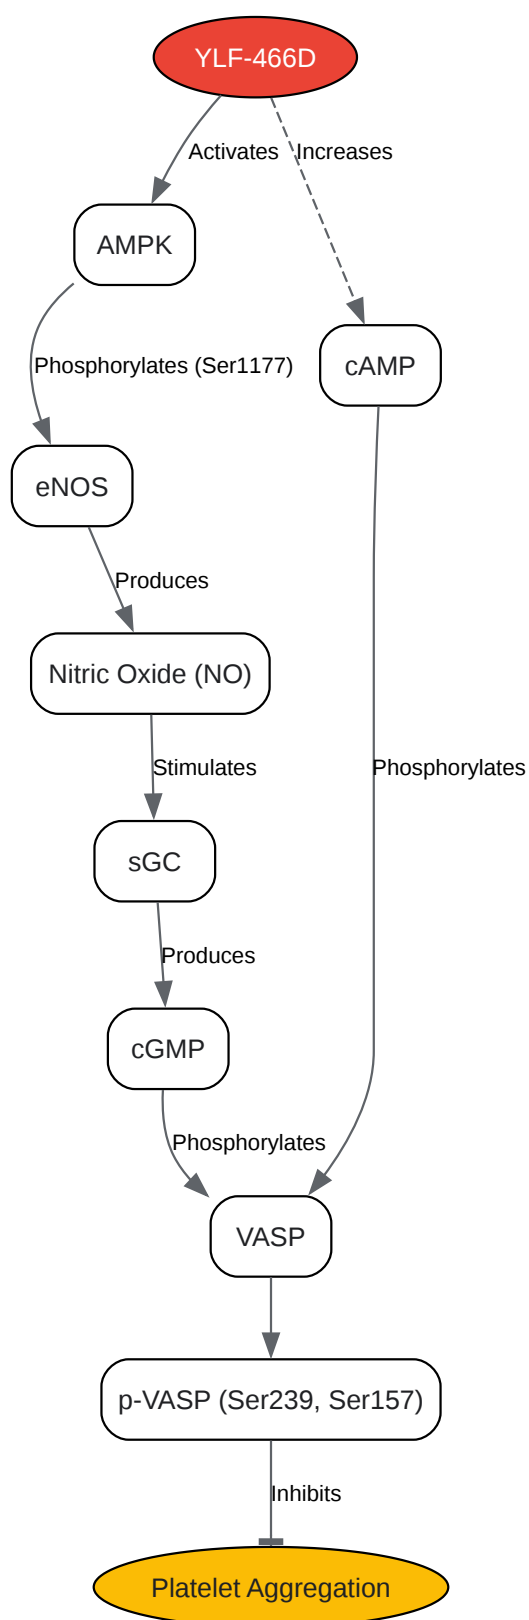 YLF-466D
Activates
Increases
AMPK
Phosphorylates (Ser1177)
cAMP
eNOS
Produces
Nitric Oxide (NO)
Stimulates
Phosphorylates
sGC
Produces
cGMP
Phosphorylates
VASP
p-VASP (Ser239, Ser157)
Inhibits
Platelet Aggregation